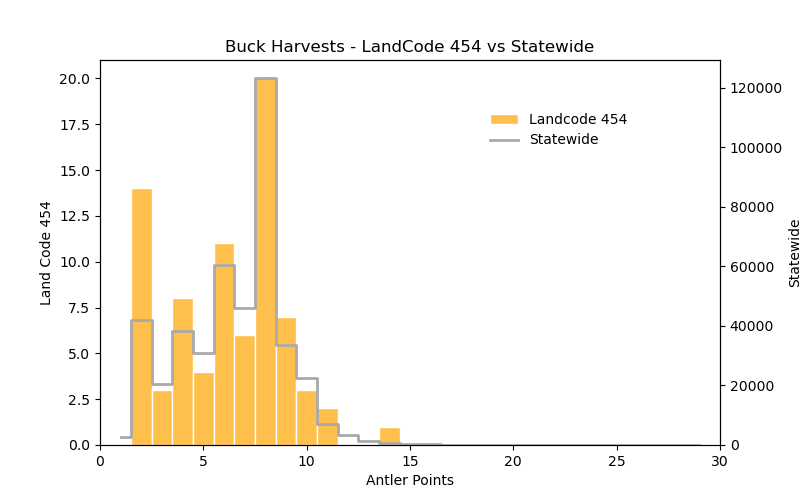 Buck Harvests - LandCode 454 vs Statewide
Land Code 454
20.0
17.5
15.0
12.5
10.0
7.5
5.0
2.5
0.0
Landcode 454
Statewide
120000
100000
80000
60000
40000
20000
0
Statewide
0 5 10 15 20 25 30
Antler Points